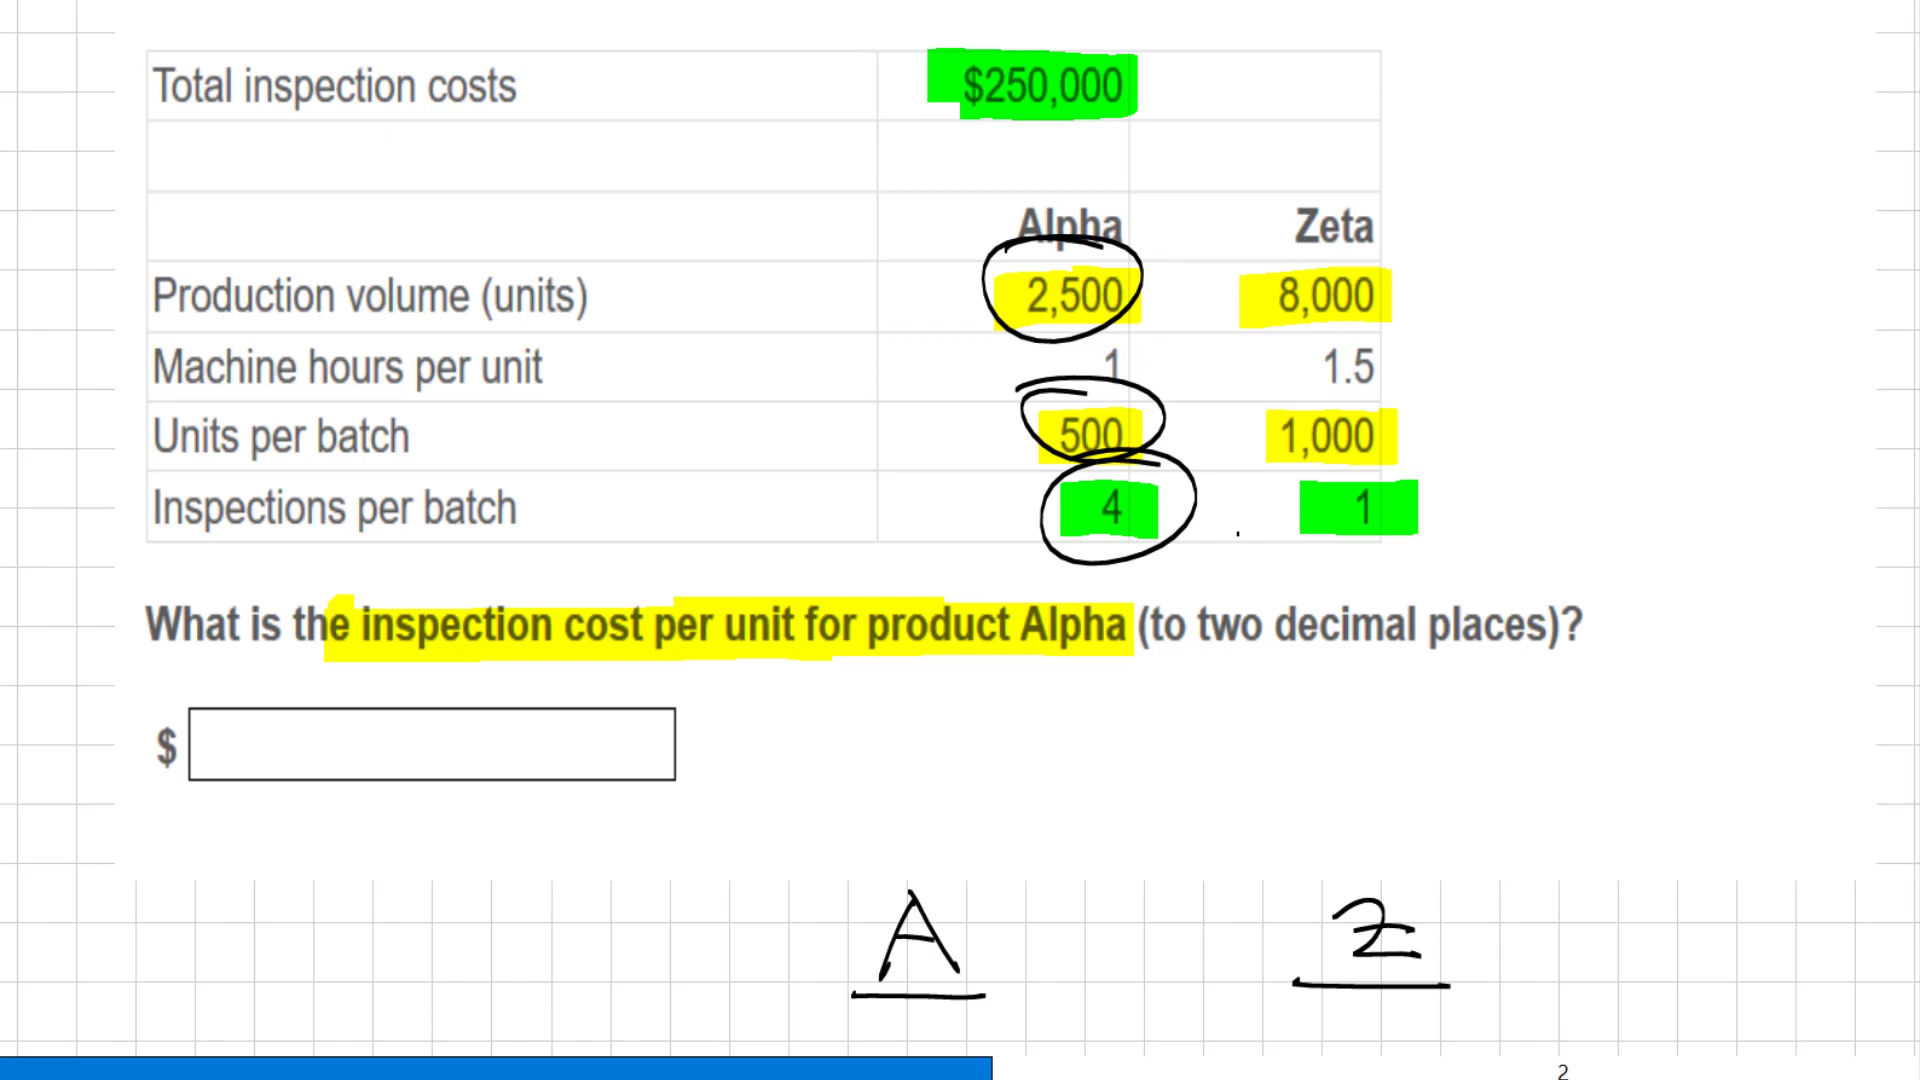 Total inspection costs $250,000
Alpha Zeta
Production volume (units) 2,500 8,000
Machine hours per unit 1 1.5
Units per batch 500 1,000
Inspections per batch 4 1
What is the inspection cost per unit for product Alpha (to two decimal places)?
$
A Z
2